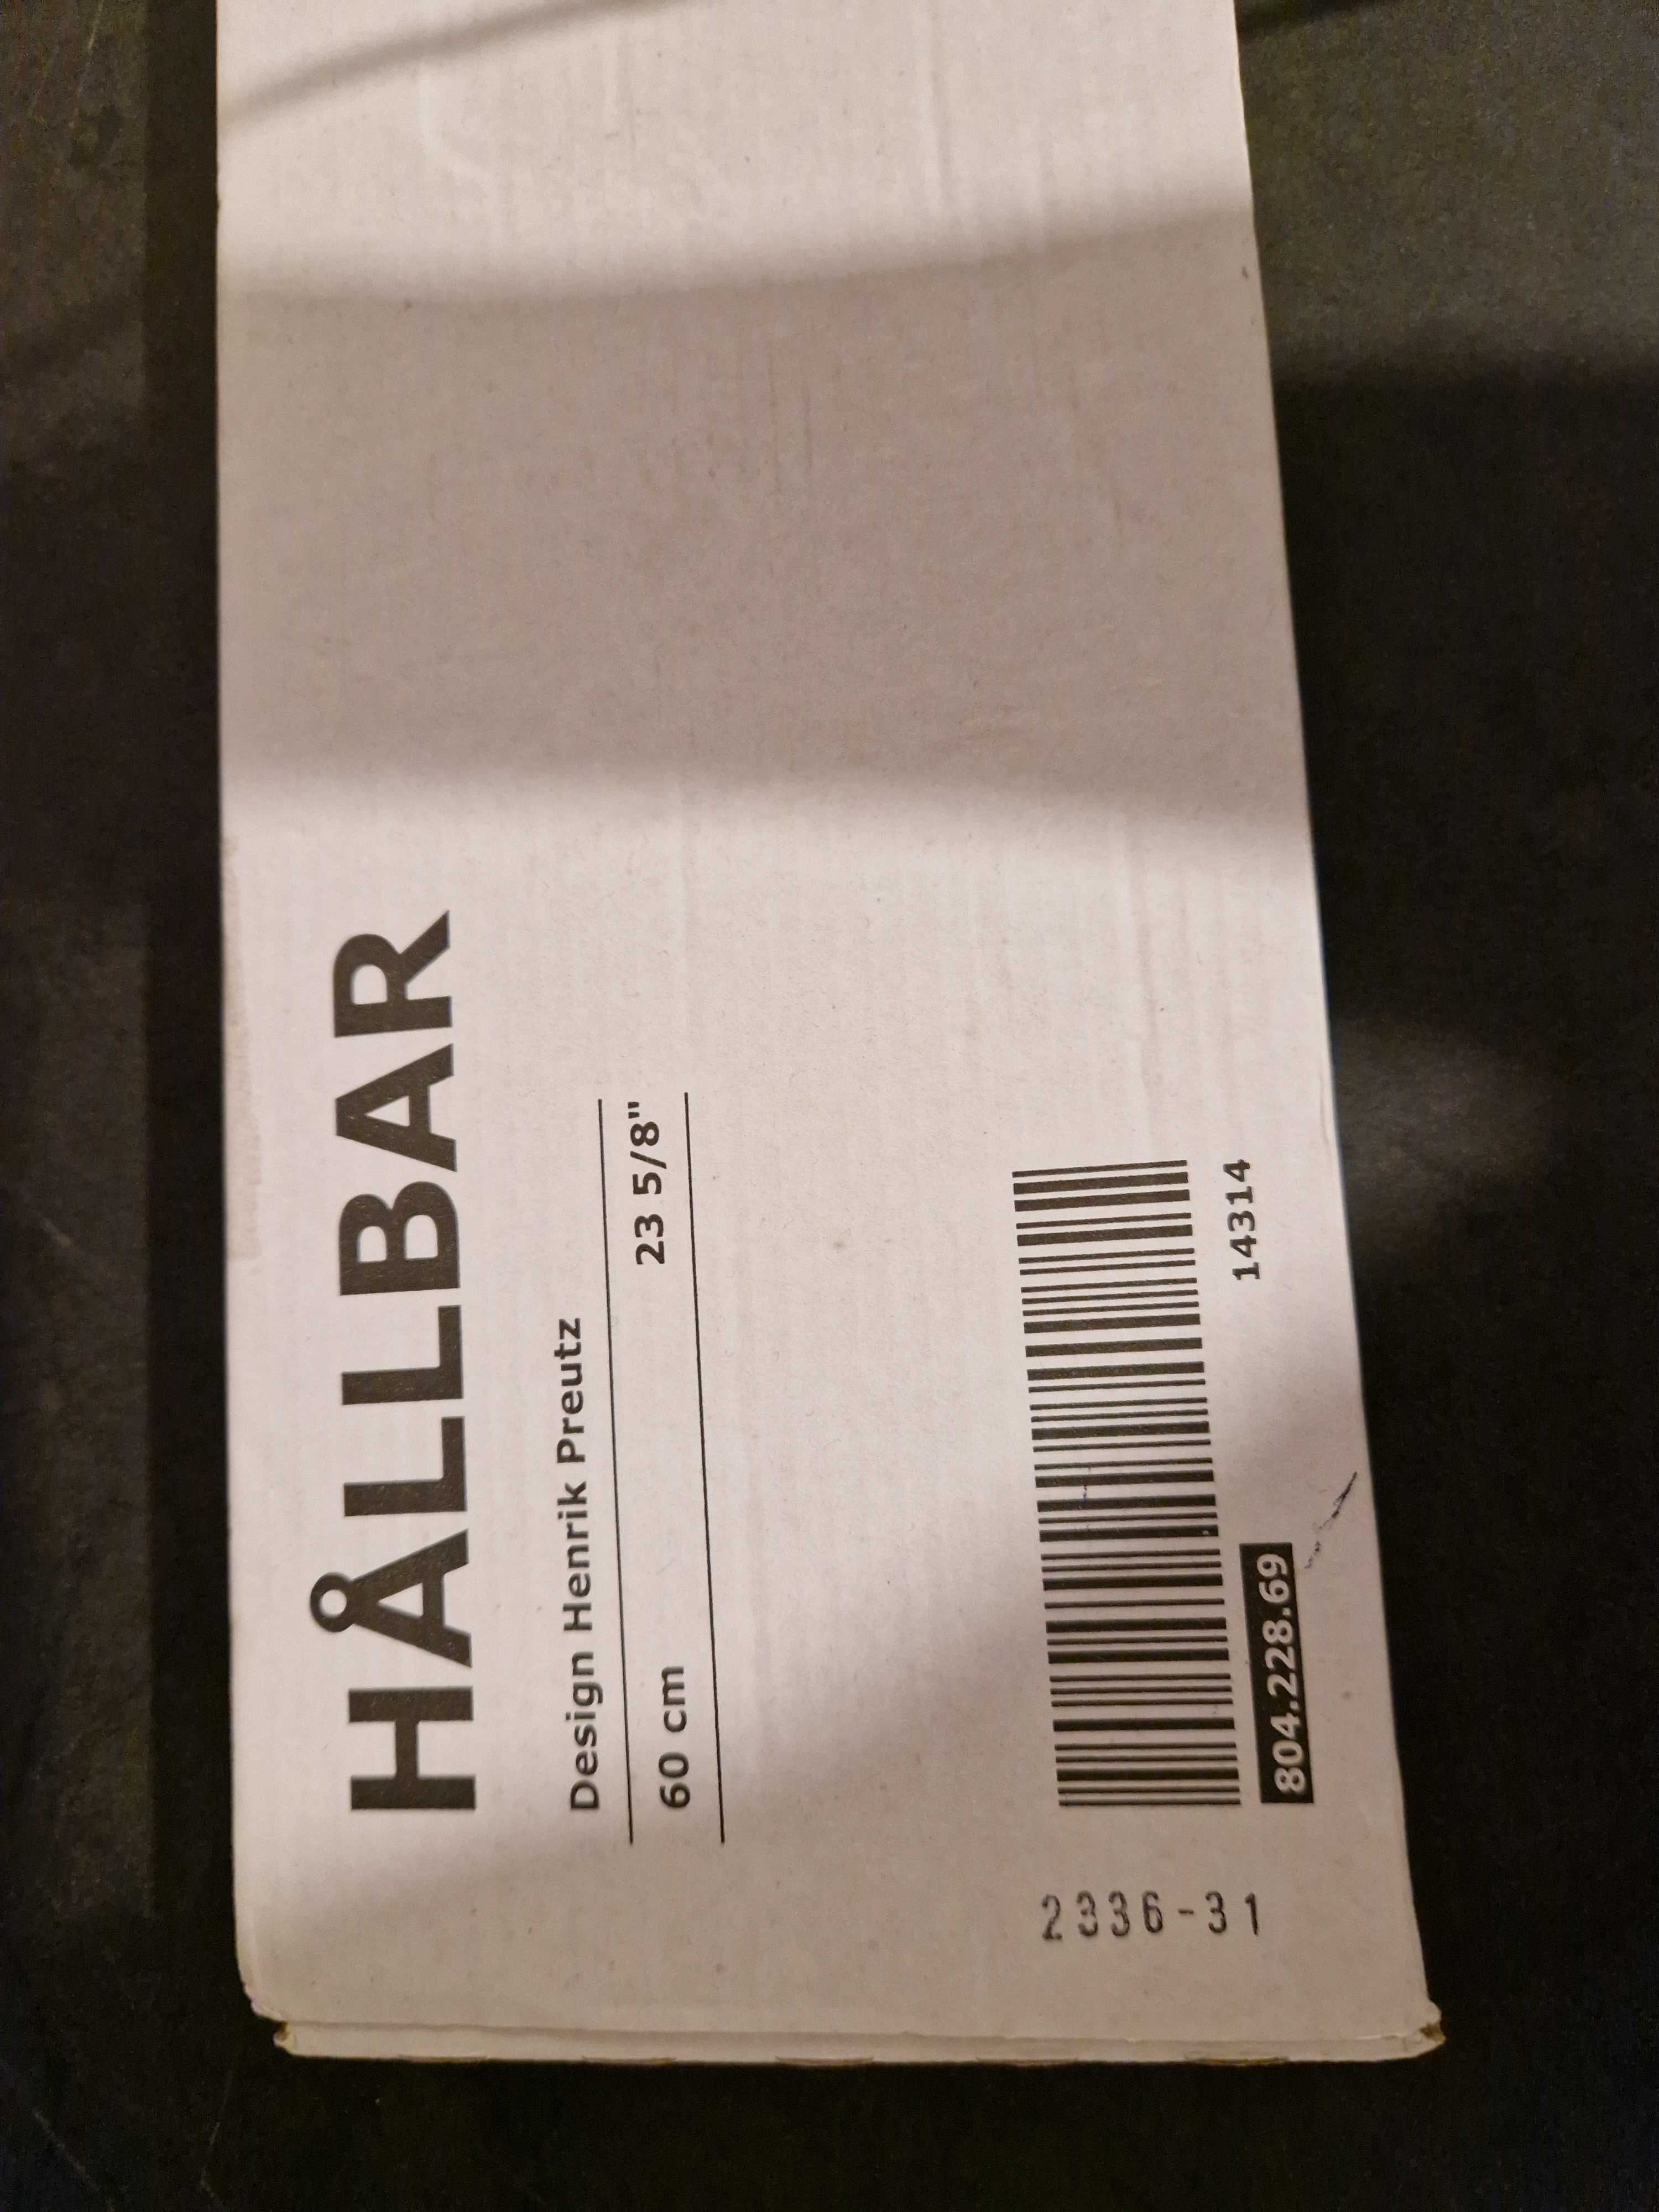 HÅLLBAR
Design Henrik Preutz
60 cm 23 5/8"
14314
804.228.69
2336-31